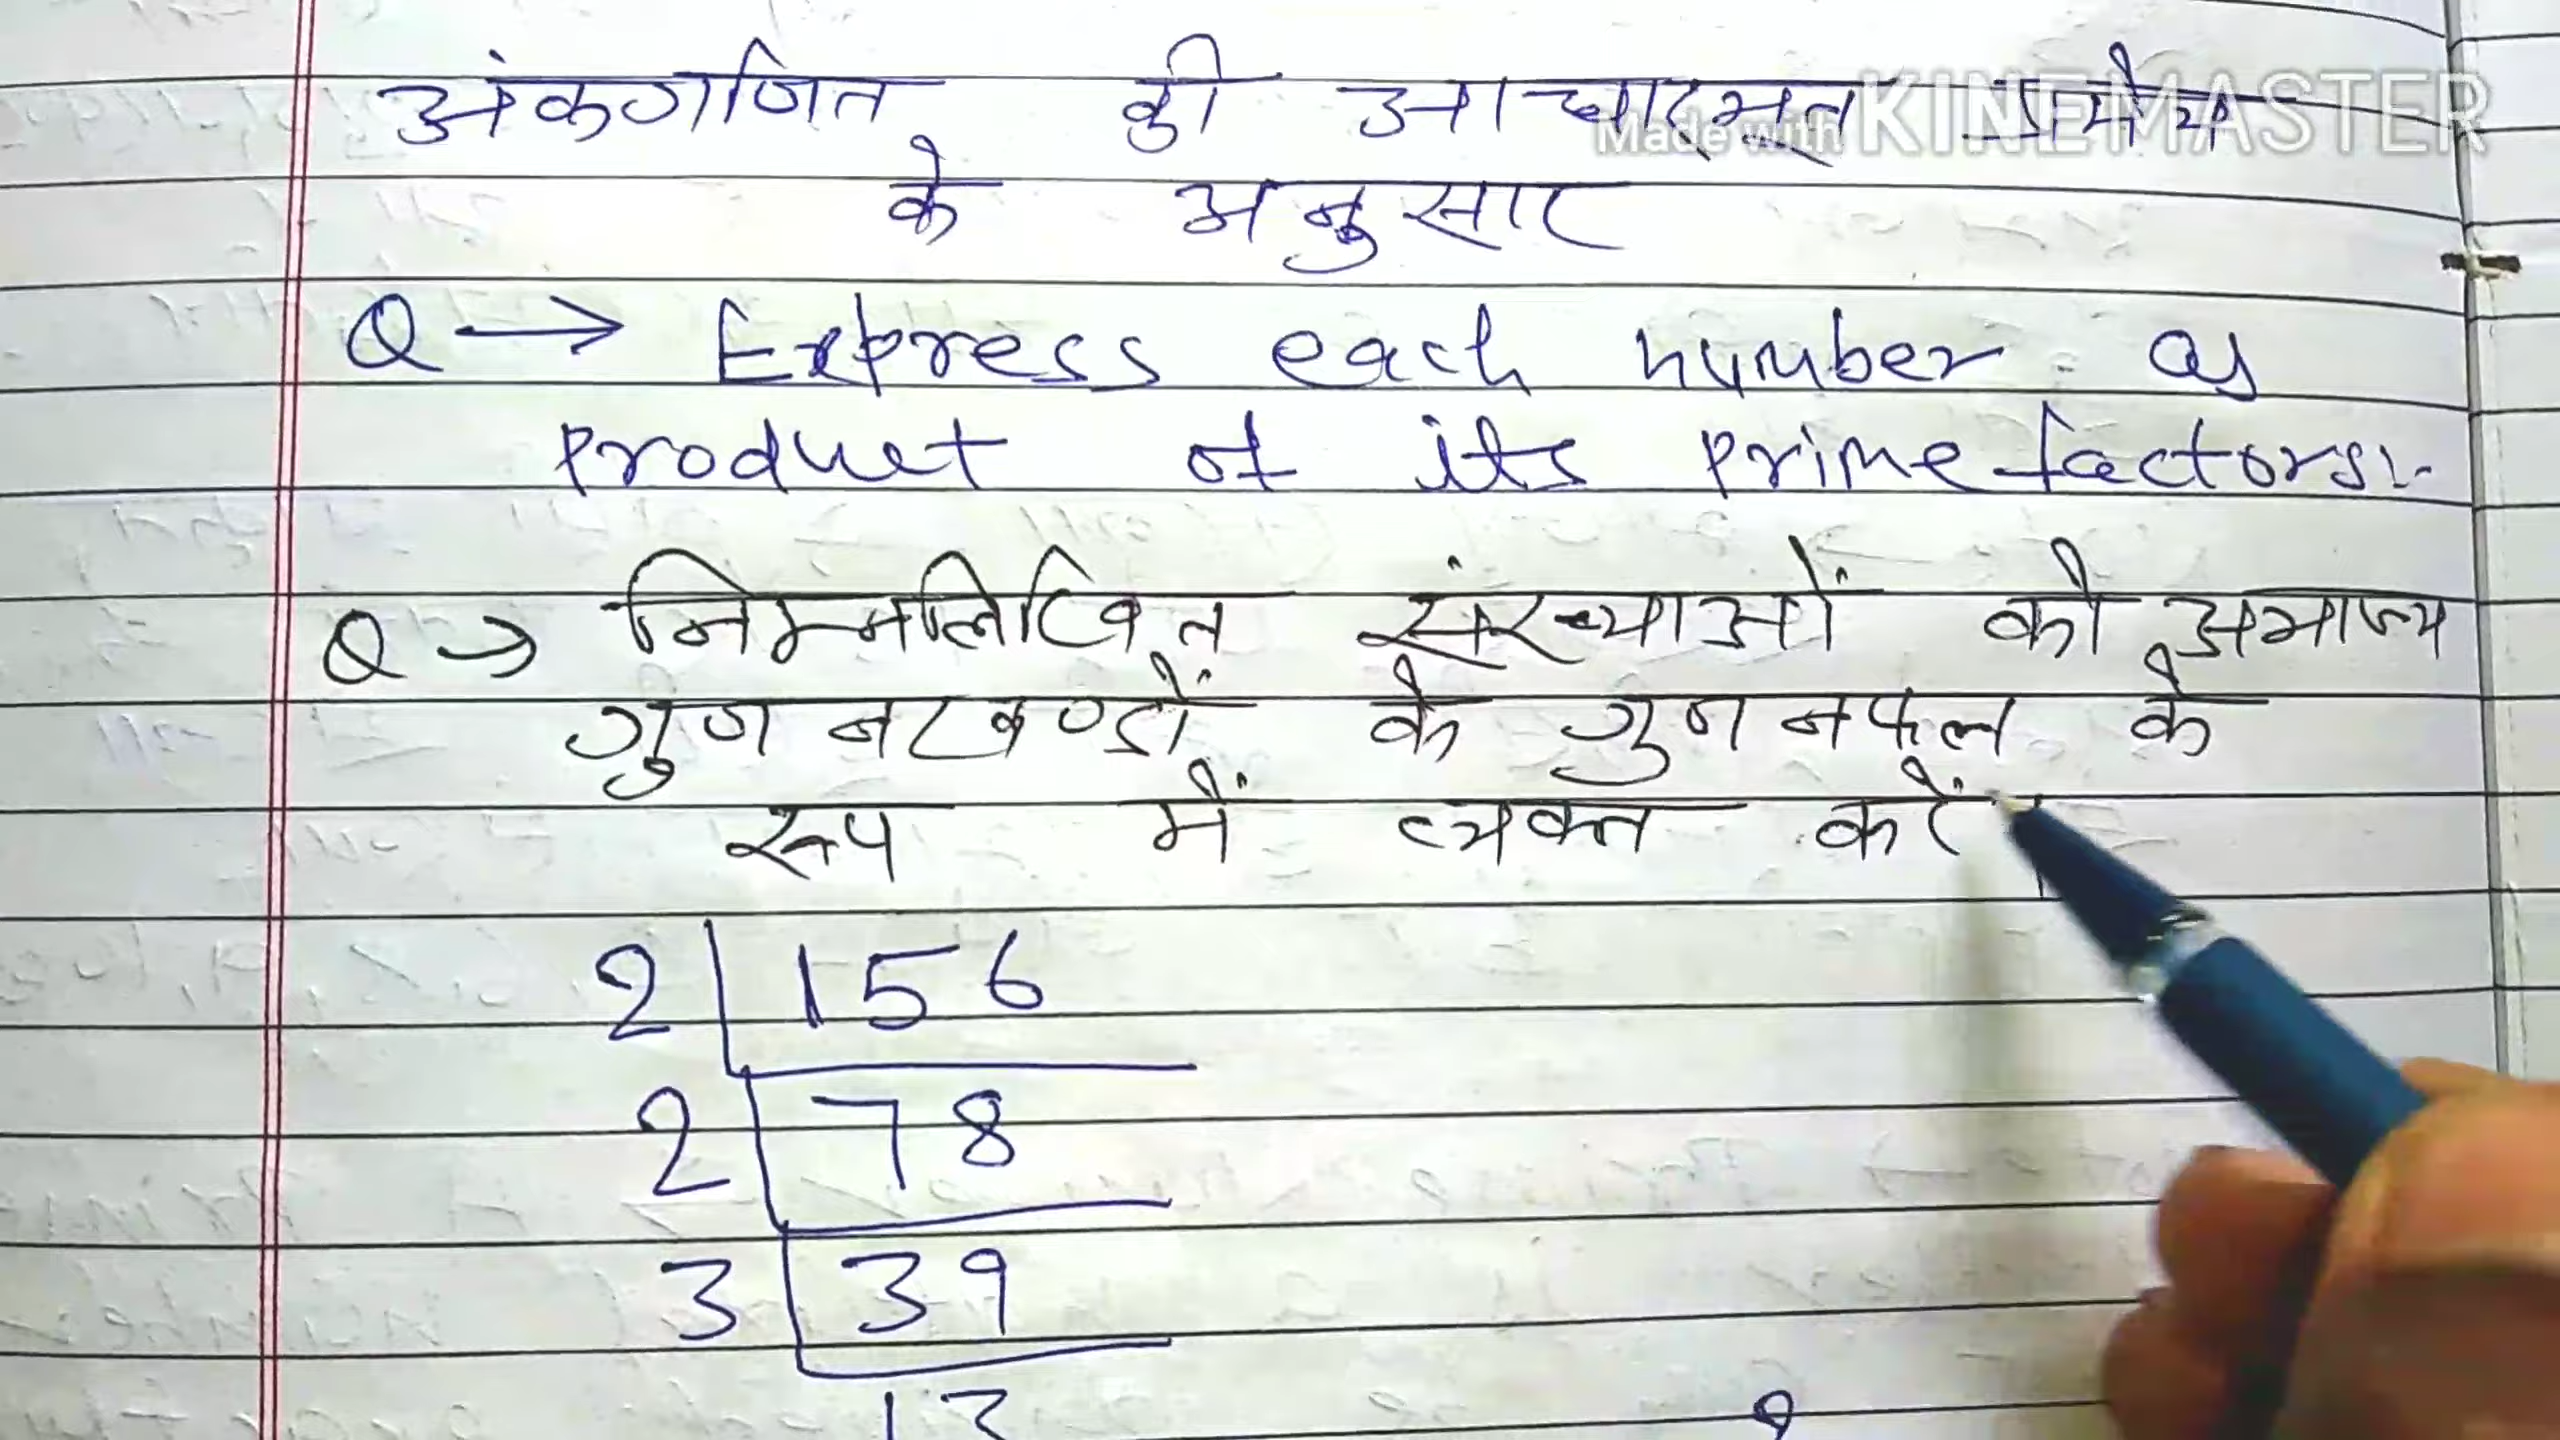 अंकगणित की आधारभूत प्रमेय
Made with KINEMASTER
के अनुसार
Q → Express each number as
product of its prime factors:-
Q → निम्नलिखित संख्याओं को अभाज्य
गुणनखण्डों के गुणनफल के
रूप में व्यक्त करें।
2 | 156
2 | 78
3 | 39
13